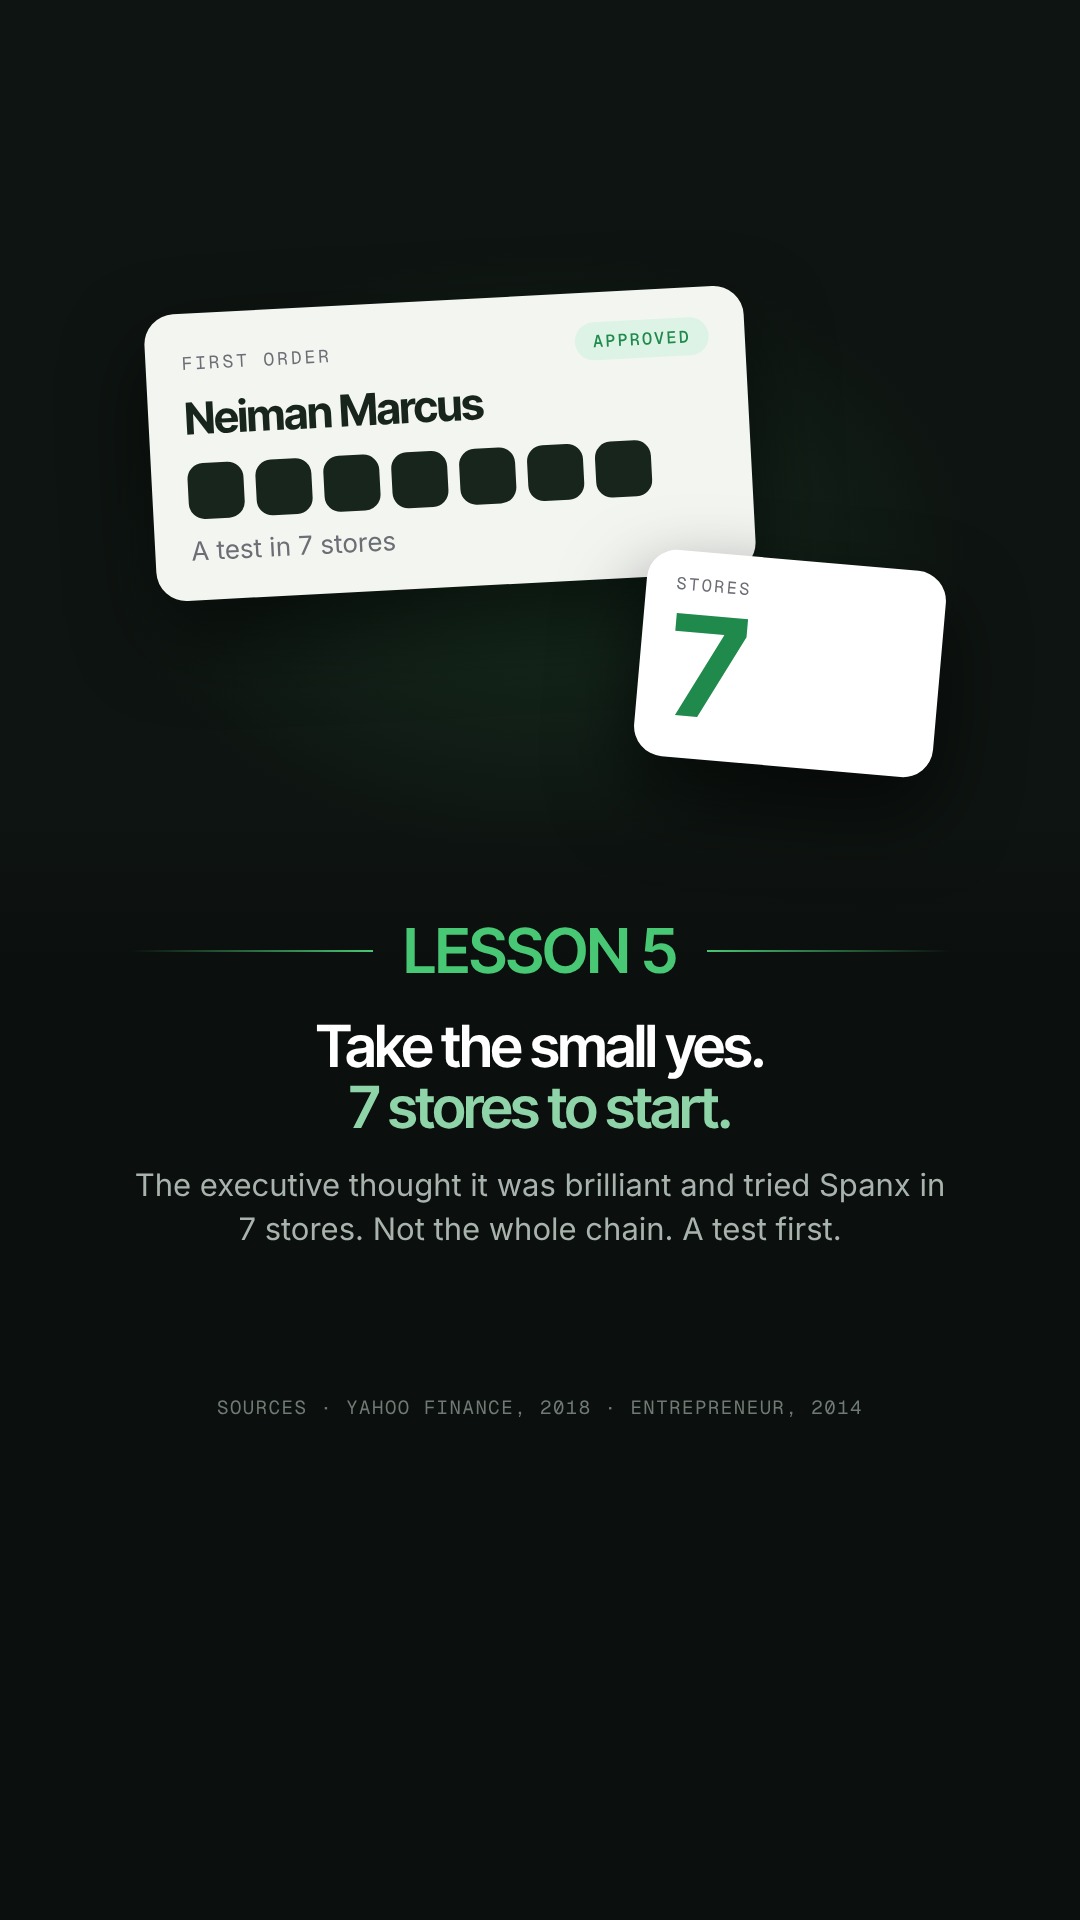 FIRST ORDER
APPROVED
Neiman Marcus
A test in 7 stores
STORES
7
LESSON 5
Take the small yes.
7 stores to start.
The executive thought it was brilliant and tried Spanx in
7 stores. Not the whole chain. A test first.
SOURCES · YAHOO FINANCE, 2018 · ENTREPRENEUR, 2014